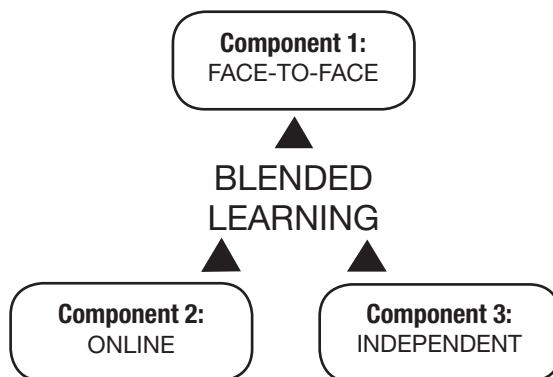 Component 1:
FACE-TO-FACE
BLENDED
LEARNING
Component 2:
ONLINE
Component 3:
INDEPENDENT